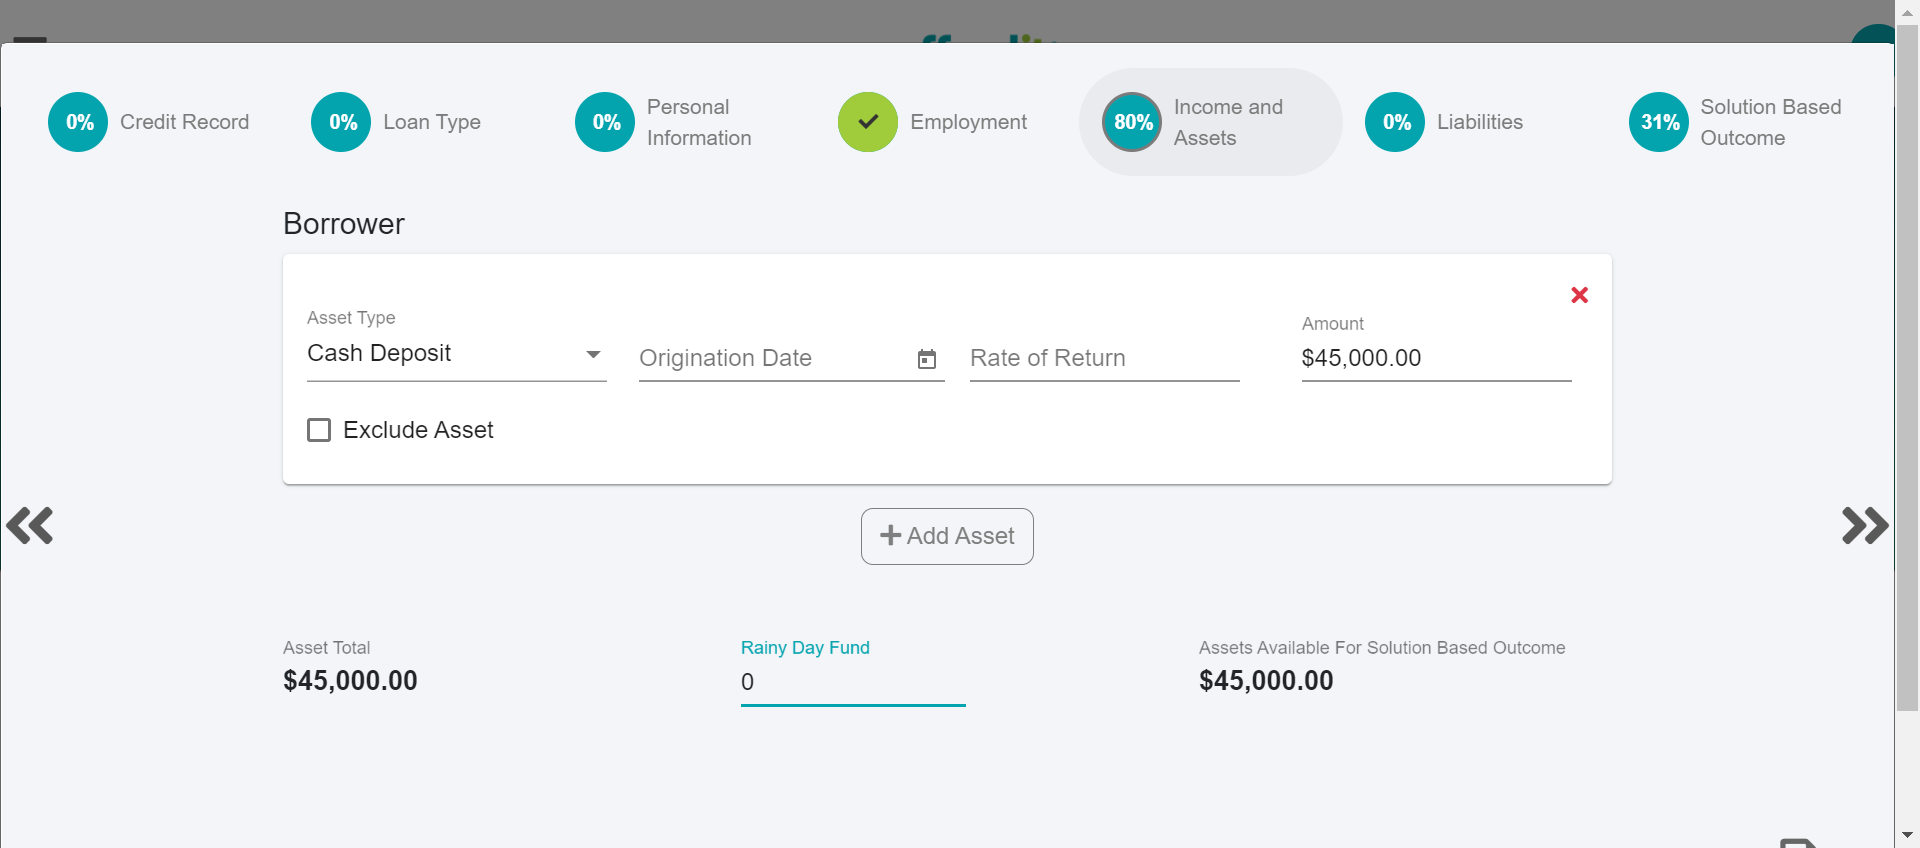 0% Credit Record
0% Loan Type
0% Personal
Information
Employment
80% Income and
Assets
0% Liabilities
31% Solution Based
Outcome
Borrower
Asset Type
Cash Deposit
Origination Date
Rate of Return
Amount
$45,000.00
Exclude Asset
Add Asset
Asset Total
$45,000.00
Rainy Day Fund
0
Assets Available For Solution Based Outcome
$45,000.00